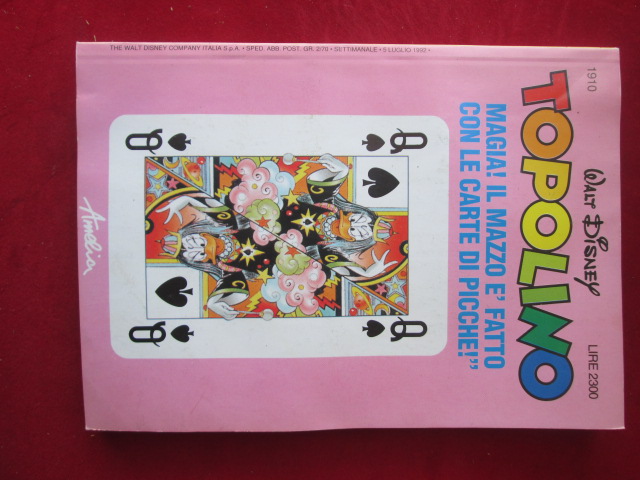 THE WALT DISNEY COMPANY ITALIA S.p.A. • SPED. ABB. POST. GR. 2/70 • SETTIMANALE • 5 LUGLIO 1992 •
1910
WALT DISNEY
LIRE 2300
TOPOLINO
MAGIA! IL MAZZO E' FATTO
CON LE CARTE DI PICCHE!"
Q
Q
Q
Q
Amelia